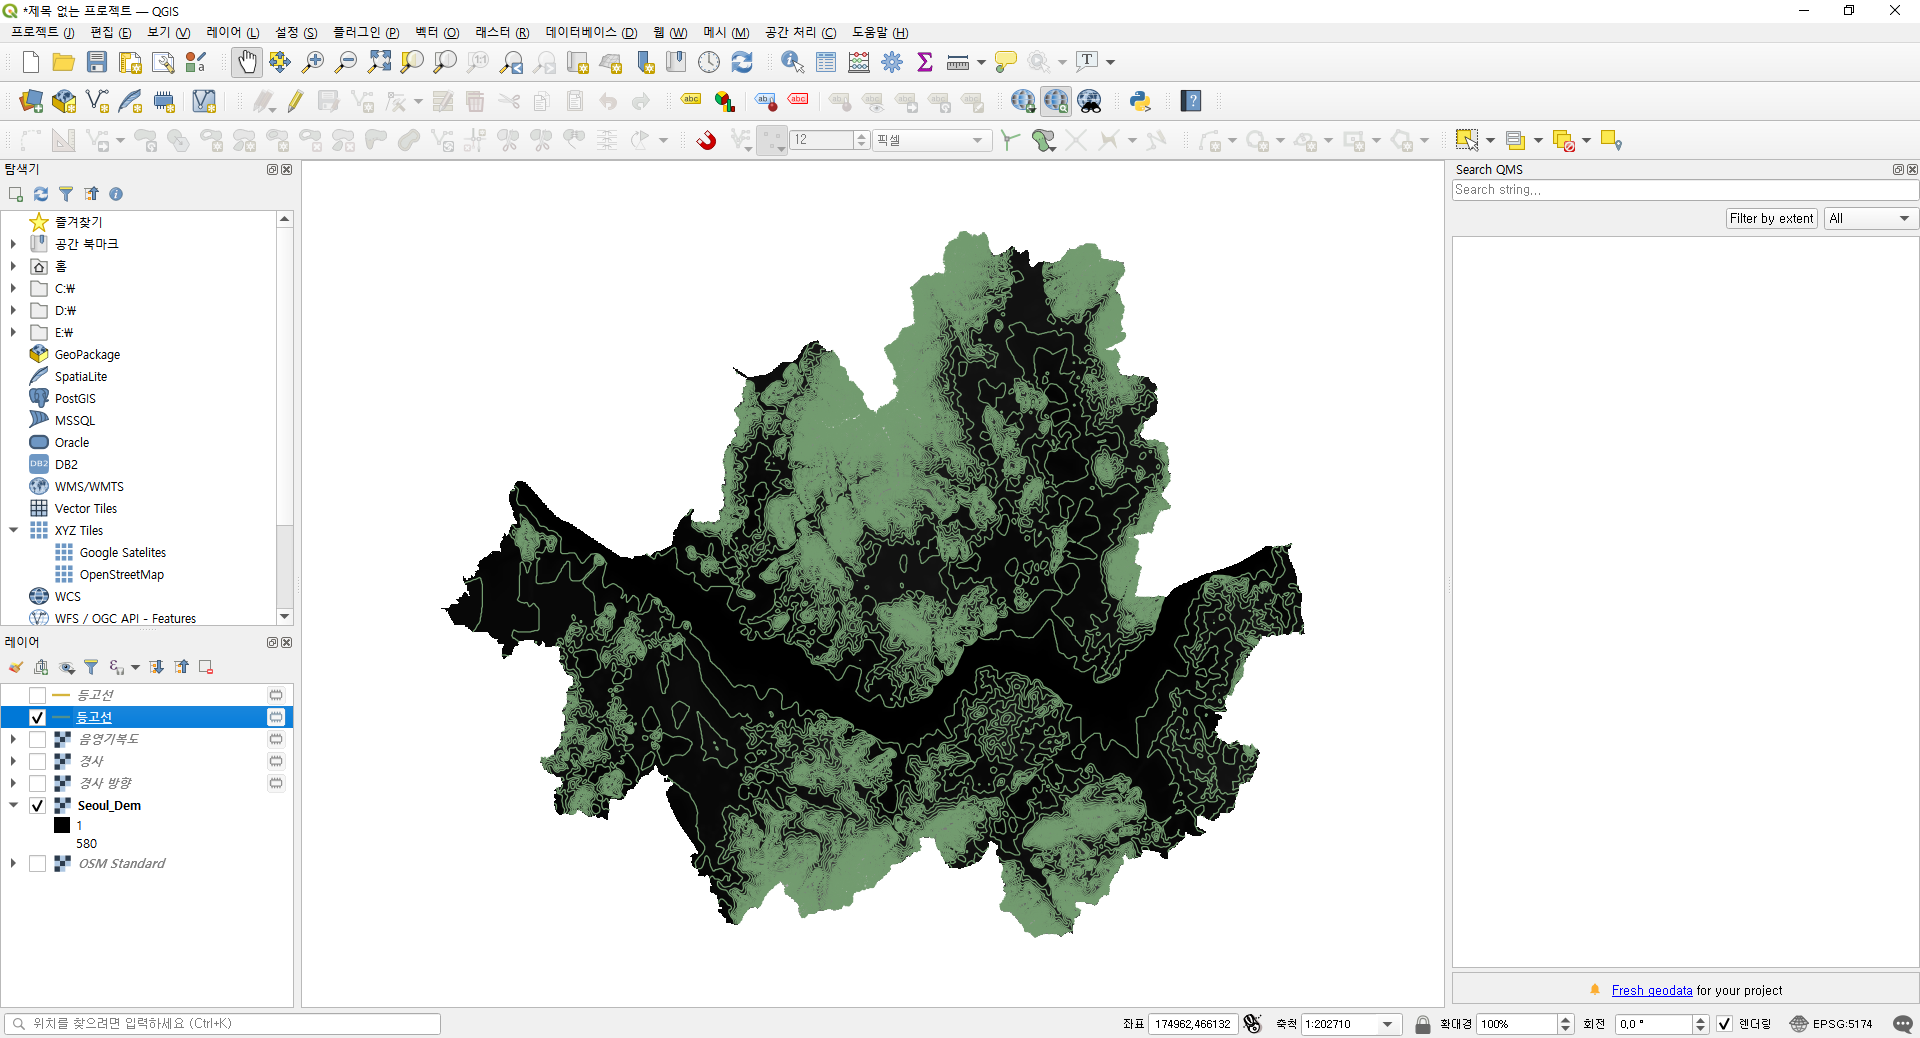 *제목 없는 프로젝트 — QGIS
프로젝트 (J) 편집 (E) 보기 (V) 레이어 (L) 설정 (S) 플러그인 (P) 벡터 (O) 래스터 (R) 데이터베이스 (D) 웹 (W) 메시 (M) 공간 처리 (C) 도움말 (H)
12 픽셀
탐색기
즐겨찾기
공간 북마크
홈
C:₩
D:₩
E:₩
GeoPackage
SpatiaLite
PostGIS
MSSQL
Oracle
DB2
WMS/WMTS
Vector Tiles
XYZ Tiles
Google Satelites
OpenStreetMap
WCS
WFS / OGC API - Features
레이어
등고선
등고선
음영기복도
경사
경사 방향
Seoul_Dem
1
580
OSM Standard
Search QMS
Search string...
Filter by extent All
Fresh geodata for your project
위치를 찾으려면 입력하세요 (Ctrl+K)
좌표 174962,466132 축척 1:202710 확대경 100% 회전 0,0 ° 렌더링 EPSG:5174